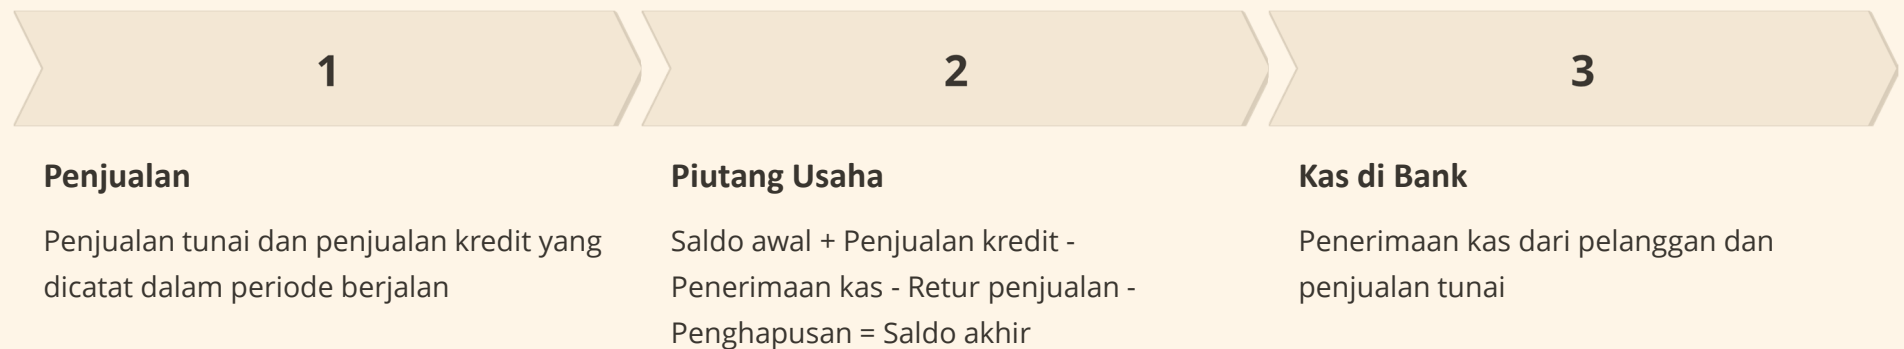 1
2
3
Penjualan
Penjualan tunai dan penjualan kredit yang
dicatat dalam periode berjalan
Piutang Usaha
Saldo awal + Penjualan kredit -
Penerimaan kas - Retur penjualan -
Penghapusan = Saldo akhir
Kas di Bank
Penerimaan kas dari pelanggan dan
penjualan tunai